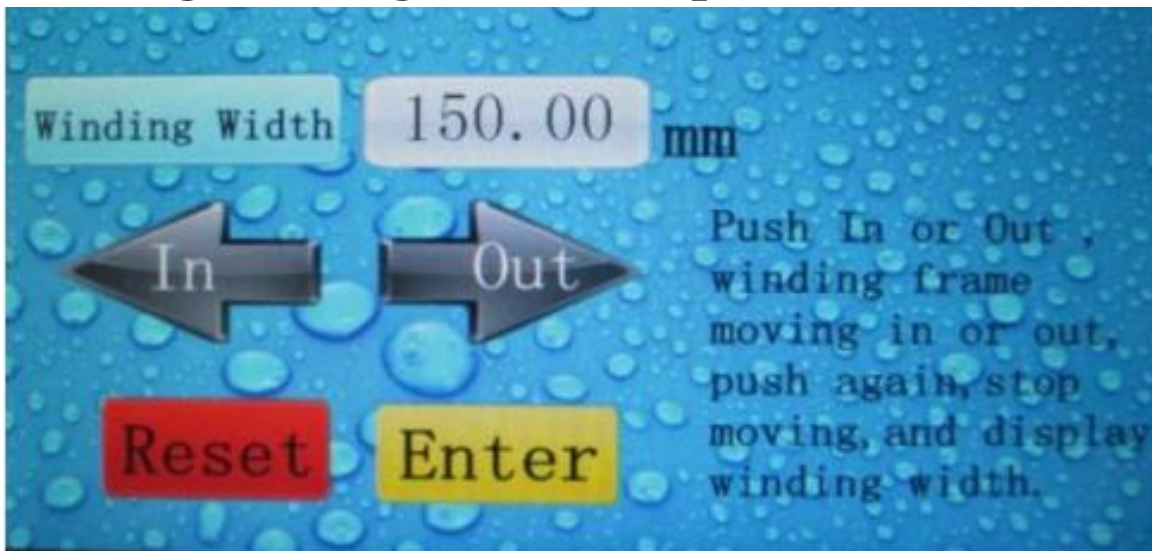 Winding Width 150.00 mm
In Out
Reset Enter
Push In or Out ,
winding frame
moving in or out,
push again, stop
moving, and display
winding width.